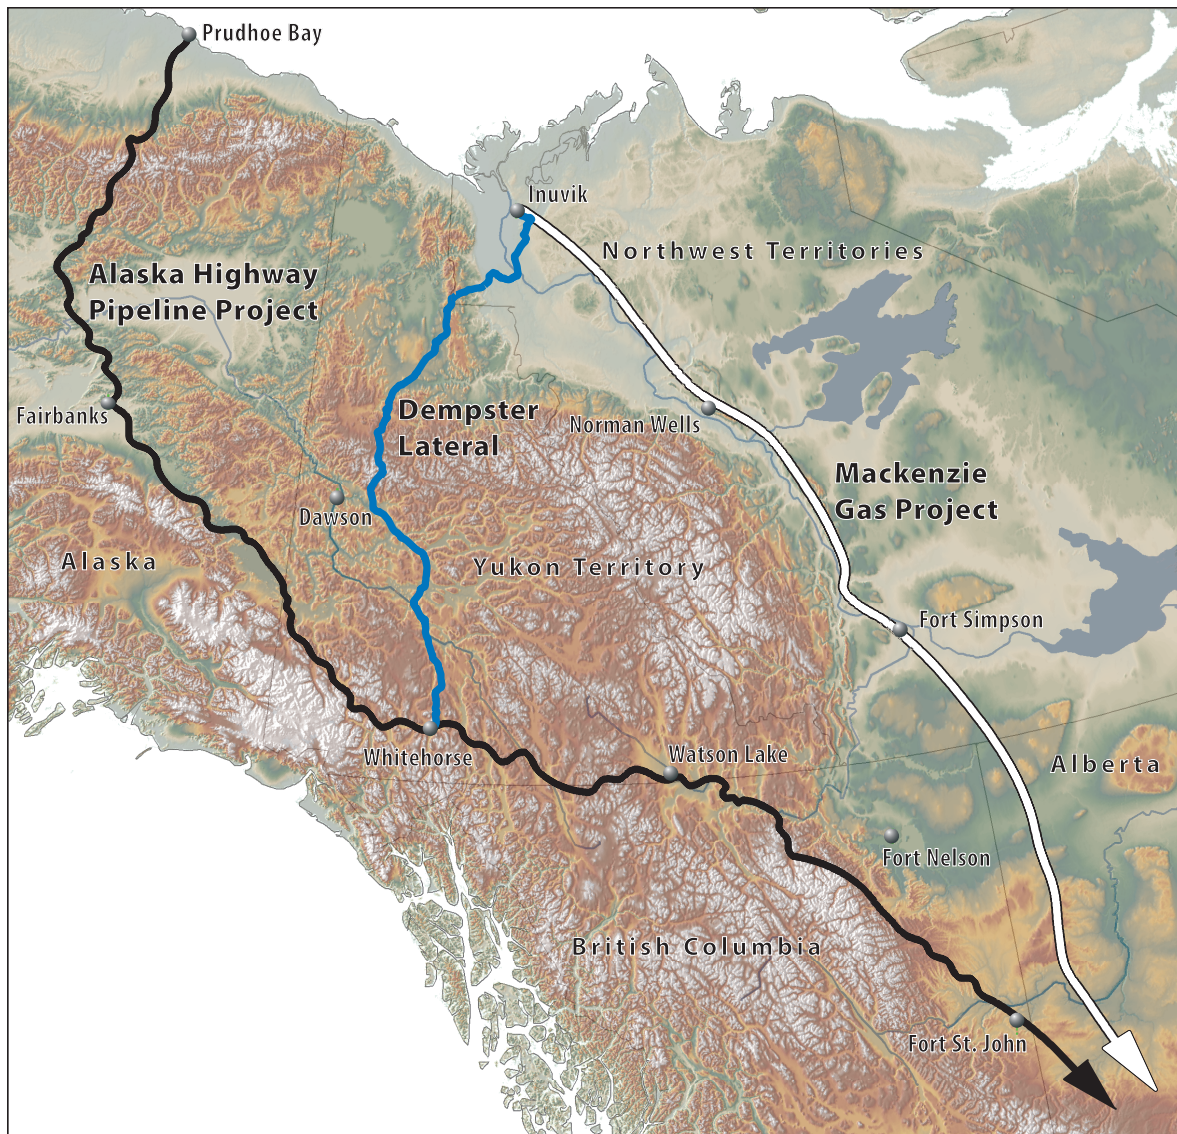 Prudhoe Bay
Inuvik
Northwest Territories
Alaska Highway
Pipeline Project
Fairbanks
Dempster
Lateral
Norman Wells
Mackenzie
Gas Project
Dawson
Alaska
Yukon Territory
Fort Simpson
Whitehorse
Watson Lake
Alberta
Fort Nelson
British Columbia
Fort St. John